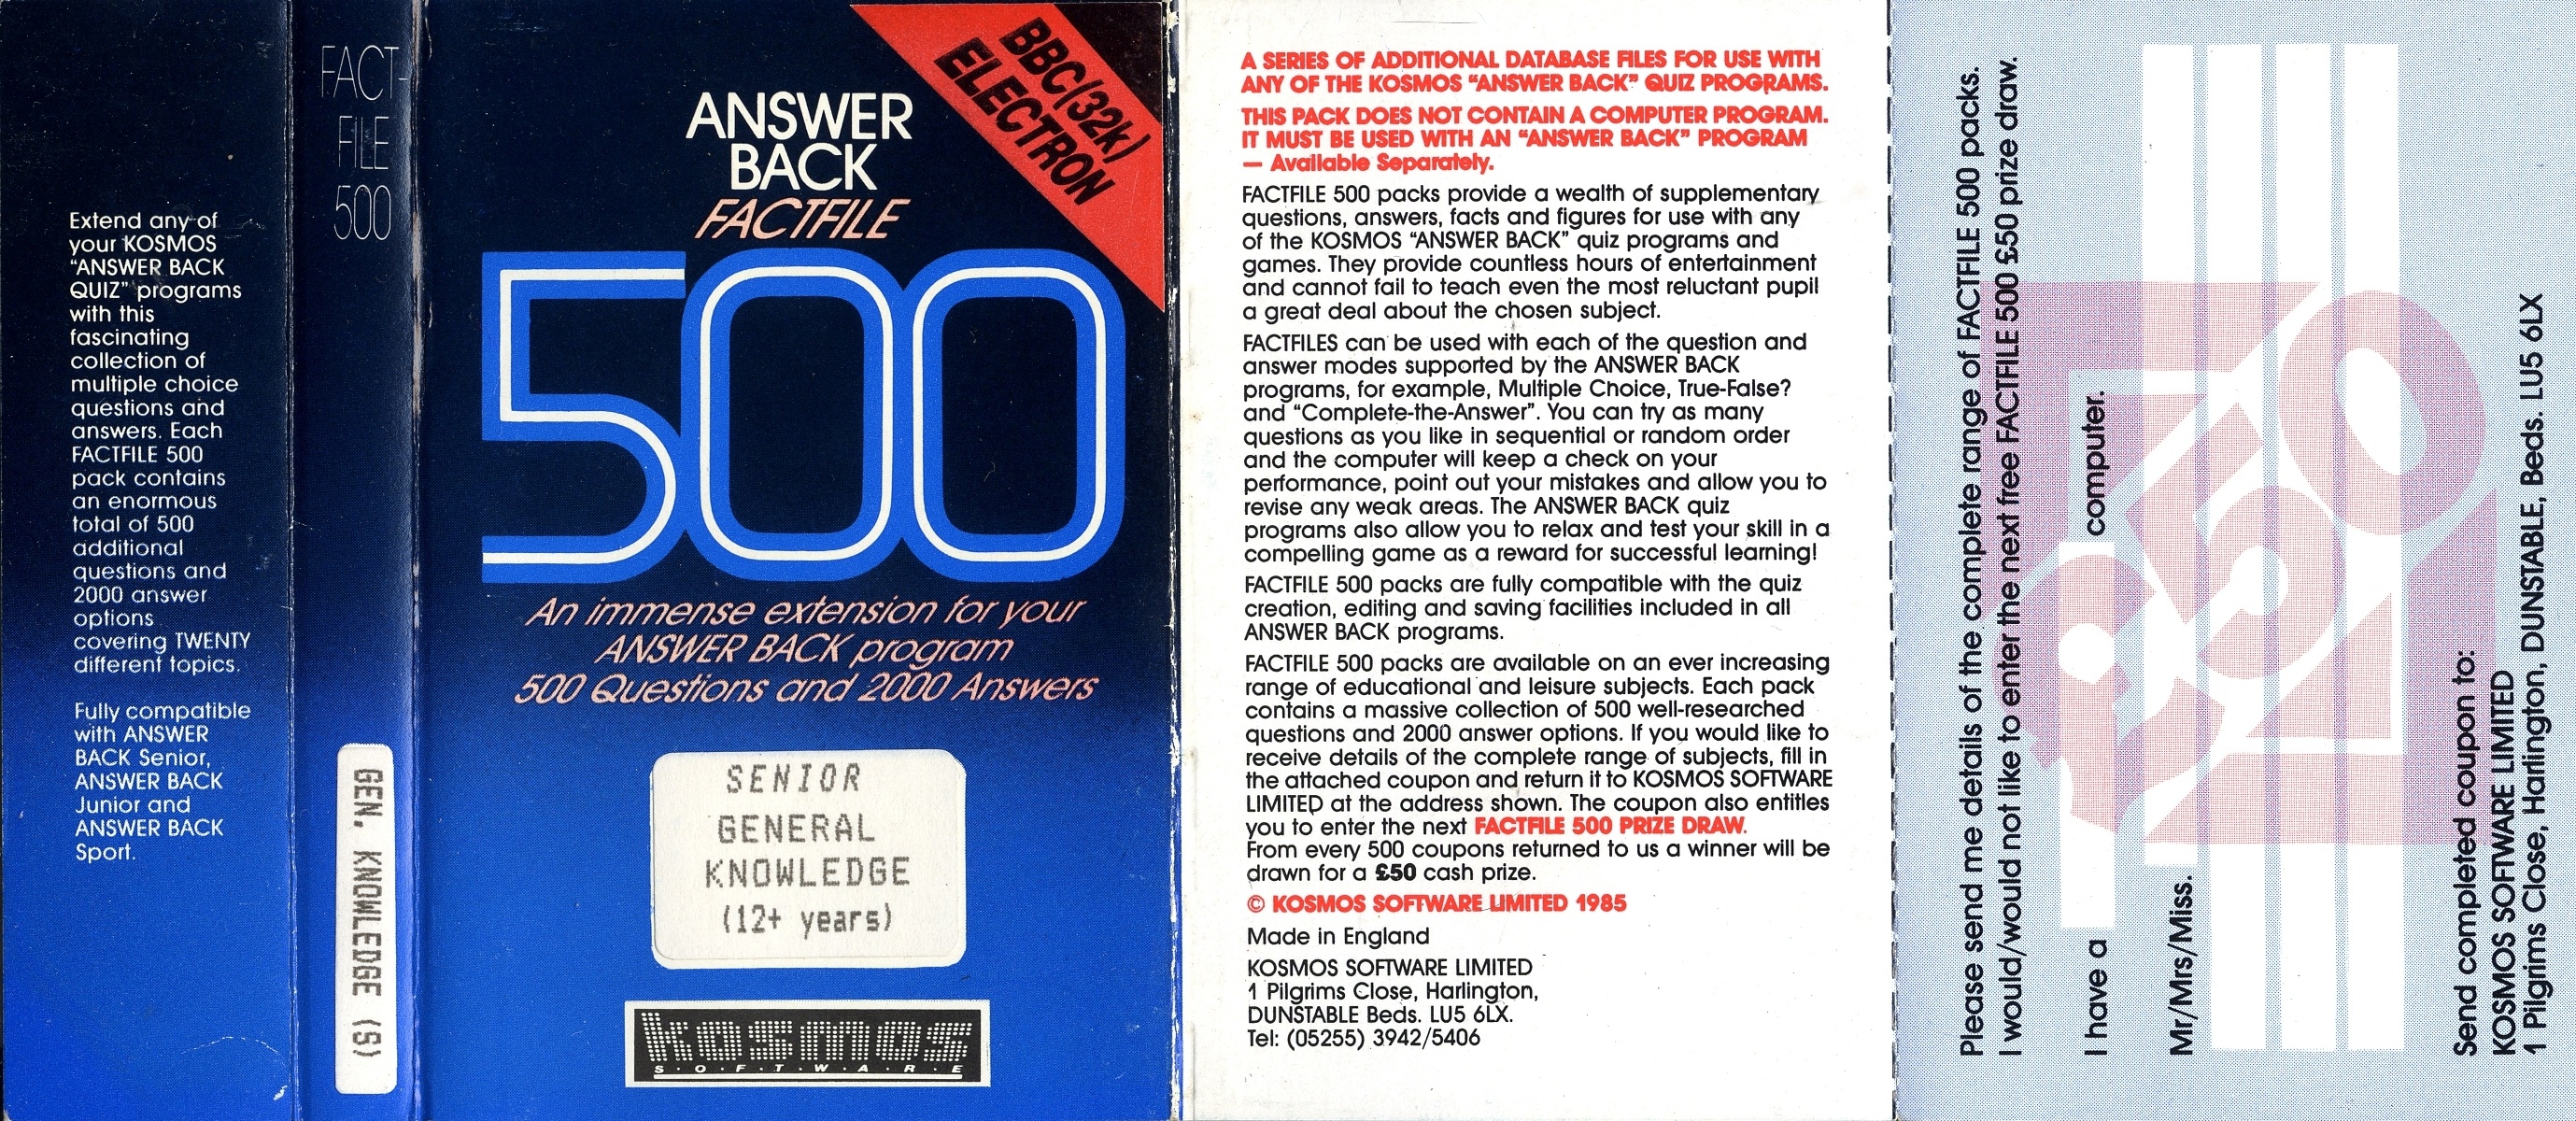 Extend any of
your KOSMOS
“ANSWER BACK
QUIZ” programs
with this
fascinating
collection of
multiple choice
questions and
answers. Each
FACTFILE 500
pack contains
an enormous
total of 500
additional
questions and
2000 answer
options
covering TWENTY
different topics.
Fully compatible
with ANSWER
BACK Senior,
ANSWER BACK
Junior and
ANSWER BACK
Sport.
FACT-
FILE
500
GEN. KNOWLEDGE (S)
BBC(32k)
ELECTRON
ANSWER
BACK
FACTFILE
500
An immense extension for your
ANSWER BACK program
500 Questions and 2000 Answers
SENIOR
GENERAL
KNOWLEDGE
(12+ years)
kosmos
S·O·F·T·W·A·R·E
A SERIES OF ADDITIONAL DATABASE FILES FOR USE WITH
ANY OF THE KOSMOS “ANSWER BACK” QUIZ PROGRAMS.
THIS PACK DOES NOT CONTAIN A COMPUTER PROGRAM.
IT MUST BE USED WITH AN “ANSWER BACK” PROGRAM
— Available Separately.
FACTFILE 500 packs provide a wealth of supplementary
questions, answers, facts and figures for use with any
of the KOSMOS “ANSWER BACK” quiz programs and
games. They provide countless hours of entertainment
and cannot fail to teach even the most reluctant pupil
a great deal about the chosen subject.
FACTFILES can be used with each of the question and
answer modes supported by the ANSWER BACK
programs, for example, Multiple Choice, True-False?
and “Complete-the-Answer”. You can try as many
questions as you like in sequential or random order
and the computer will keep a check on your
performance, point out your mistakes and allow you to
revise any weak areas. The ANSWER BACK quiz
programs also allow you to relax and test your skill in a
compelling game as a reward for successful learning!
FACTFILE 500 packs are fully compatible with the quiz
creation, editing and saving facilities included in all
ANSWER BACK programs.
FACTFILE 500 packs are available on an ever increasing
range of educational and leisure subjects. Each pack
contains a massive collection of 500 well-researched
questions and 2000 answer options. If you would like to
receive details of the complete range of subjects, fill in
the attached coupon and return it to KOSMOS SOFTWARE
LIMITED at the address shown. The coupon also entitles
you to enter the next FACTFILE 500 PRIZE DRAW.
From every 500 coupons returned to us a winner will be
drawn for a £50 cash prize.
© KOSMOS SOFTWARE LIMITED 1985
Made in England
KOSMOS SOFTWARE LIMITED
1 Pilgrims Close, Harlington,
DUNSTABLE Beds. LU5 6LX.
Tel: (05255) 3942/5406
Please send me details of the complete range of FACTFILE 500 packs.
I would/would not like to enter the next free FACTFILE 500 £50 prize draw.
I have a computer.
Mr/Mrs/Miss.
Send completed coupon to:
KOSMOS SOFTWARE LIMITED
1 Pilgrims Close, Harlington, DUNSTABLE, Beds. LU5 6LX